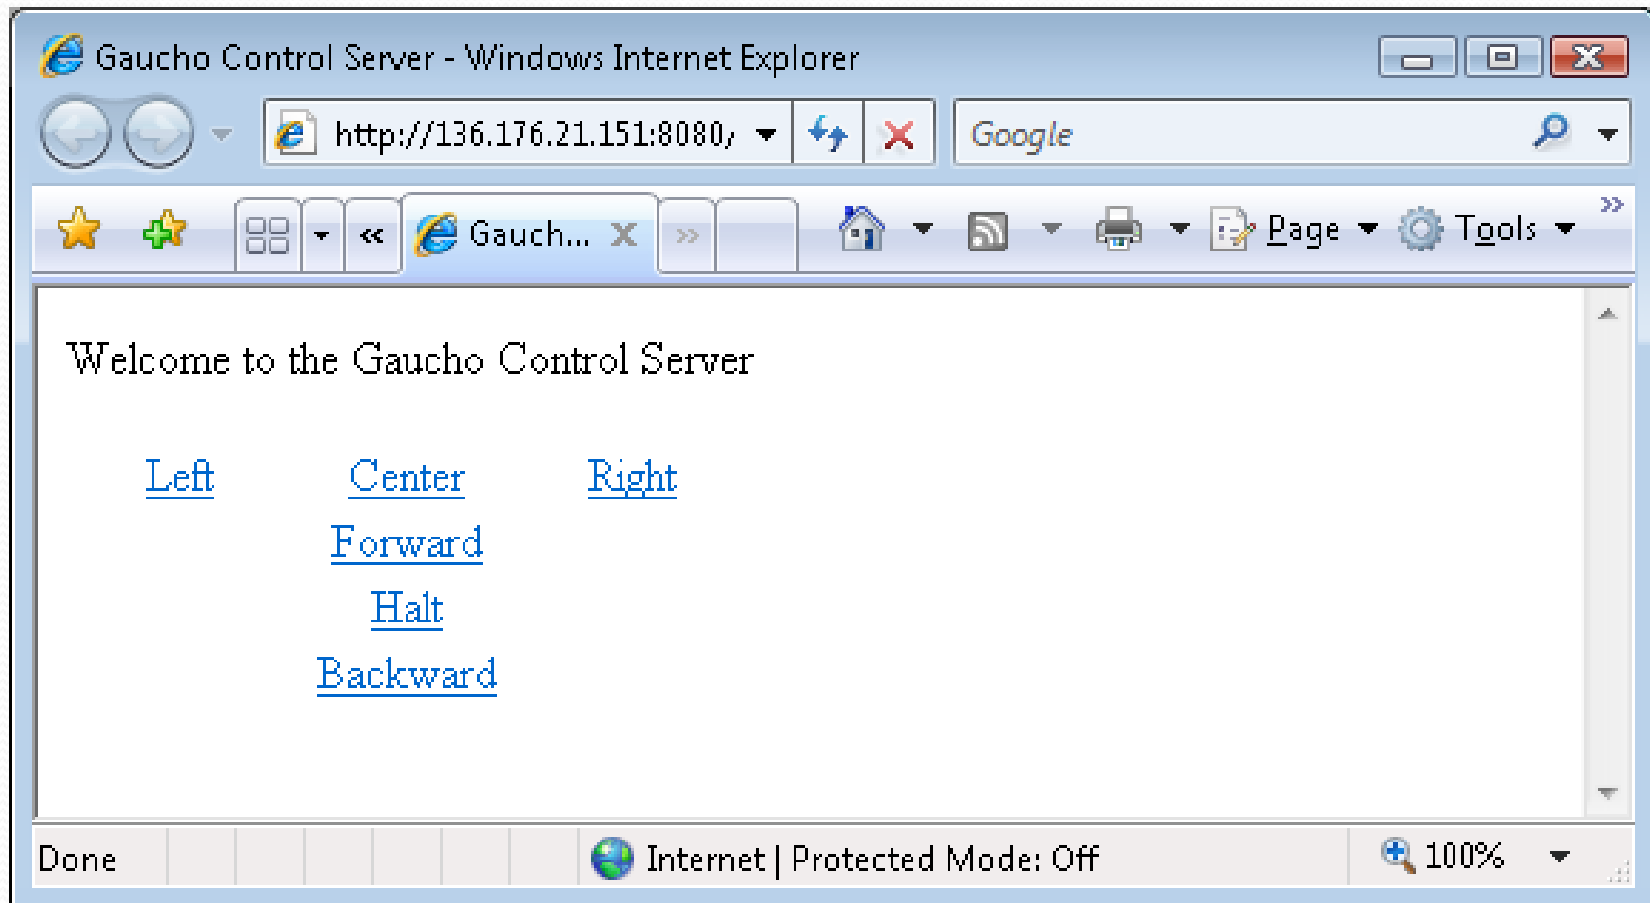 Gaucho Control Server - Windows Internet Explorer
http://136.176.21.151:8080/
Google
Gauch...
Page
Tools
Welcome to the Gaucho Control Server
Left Center Right
Forward
Halt
Backward
Done
Internet | Protected Mode: Off
100%